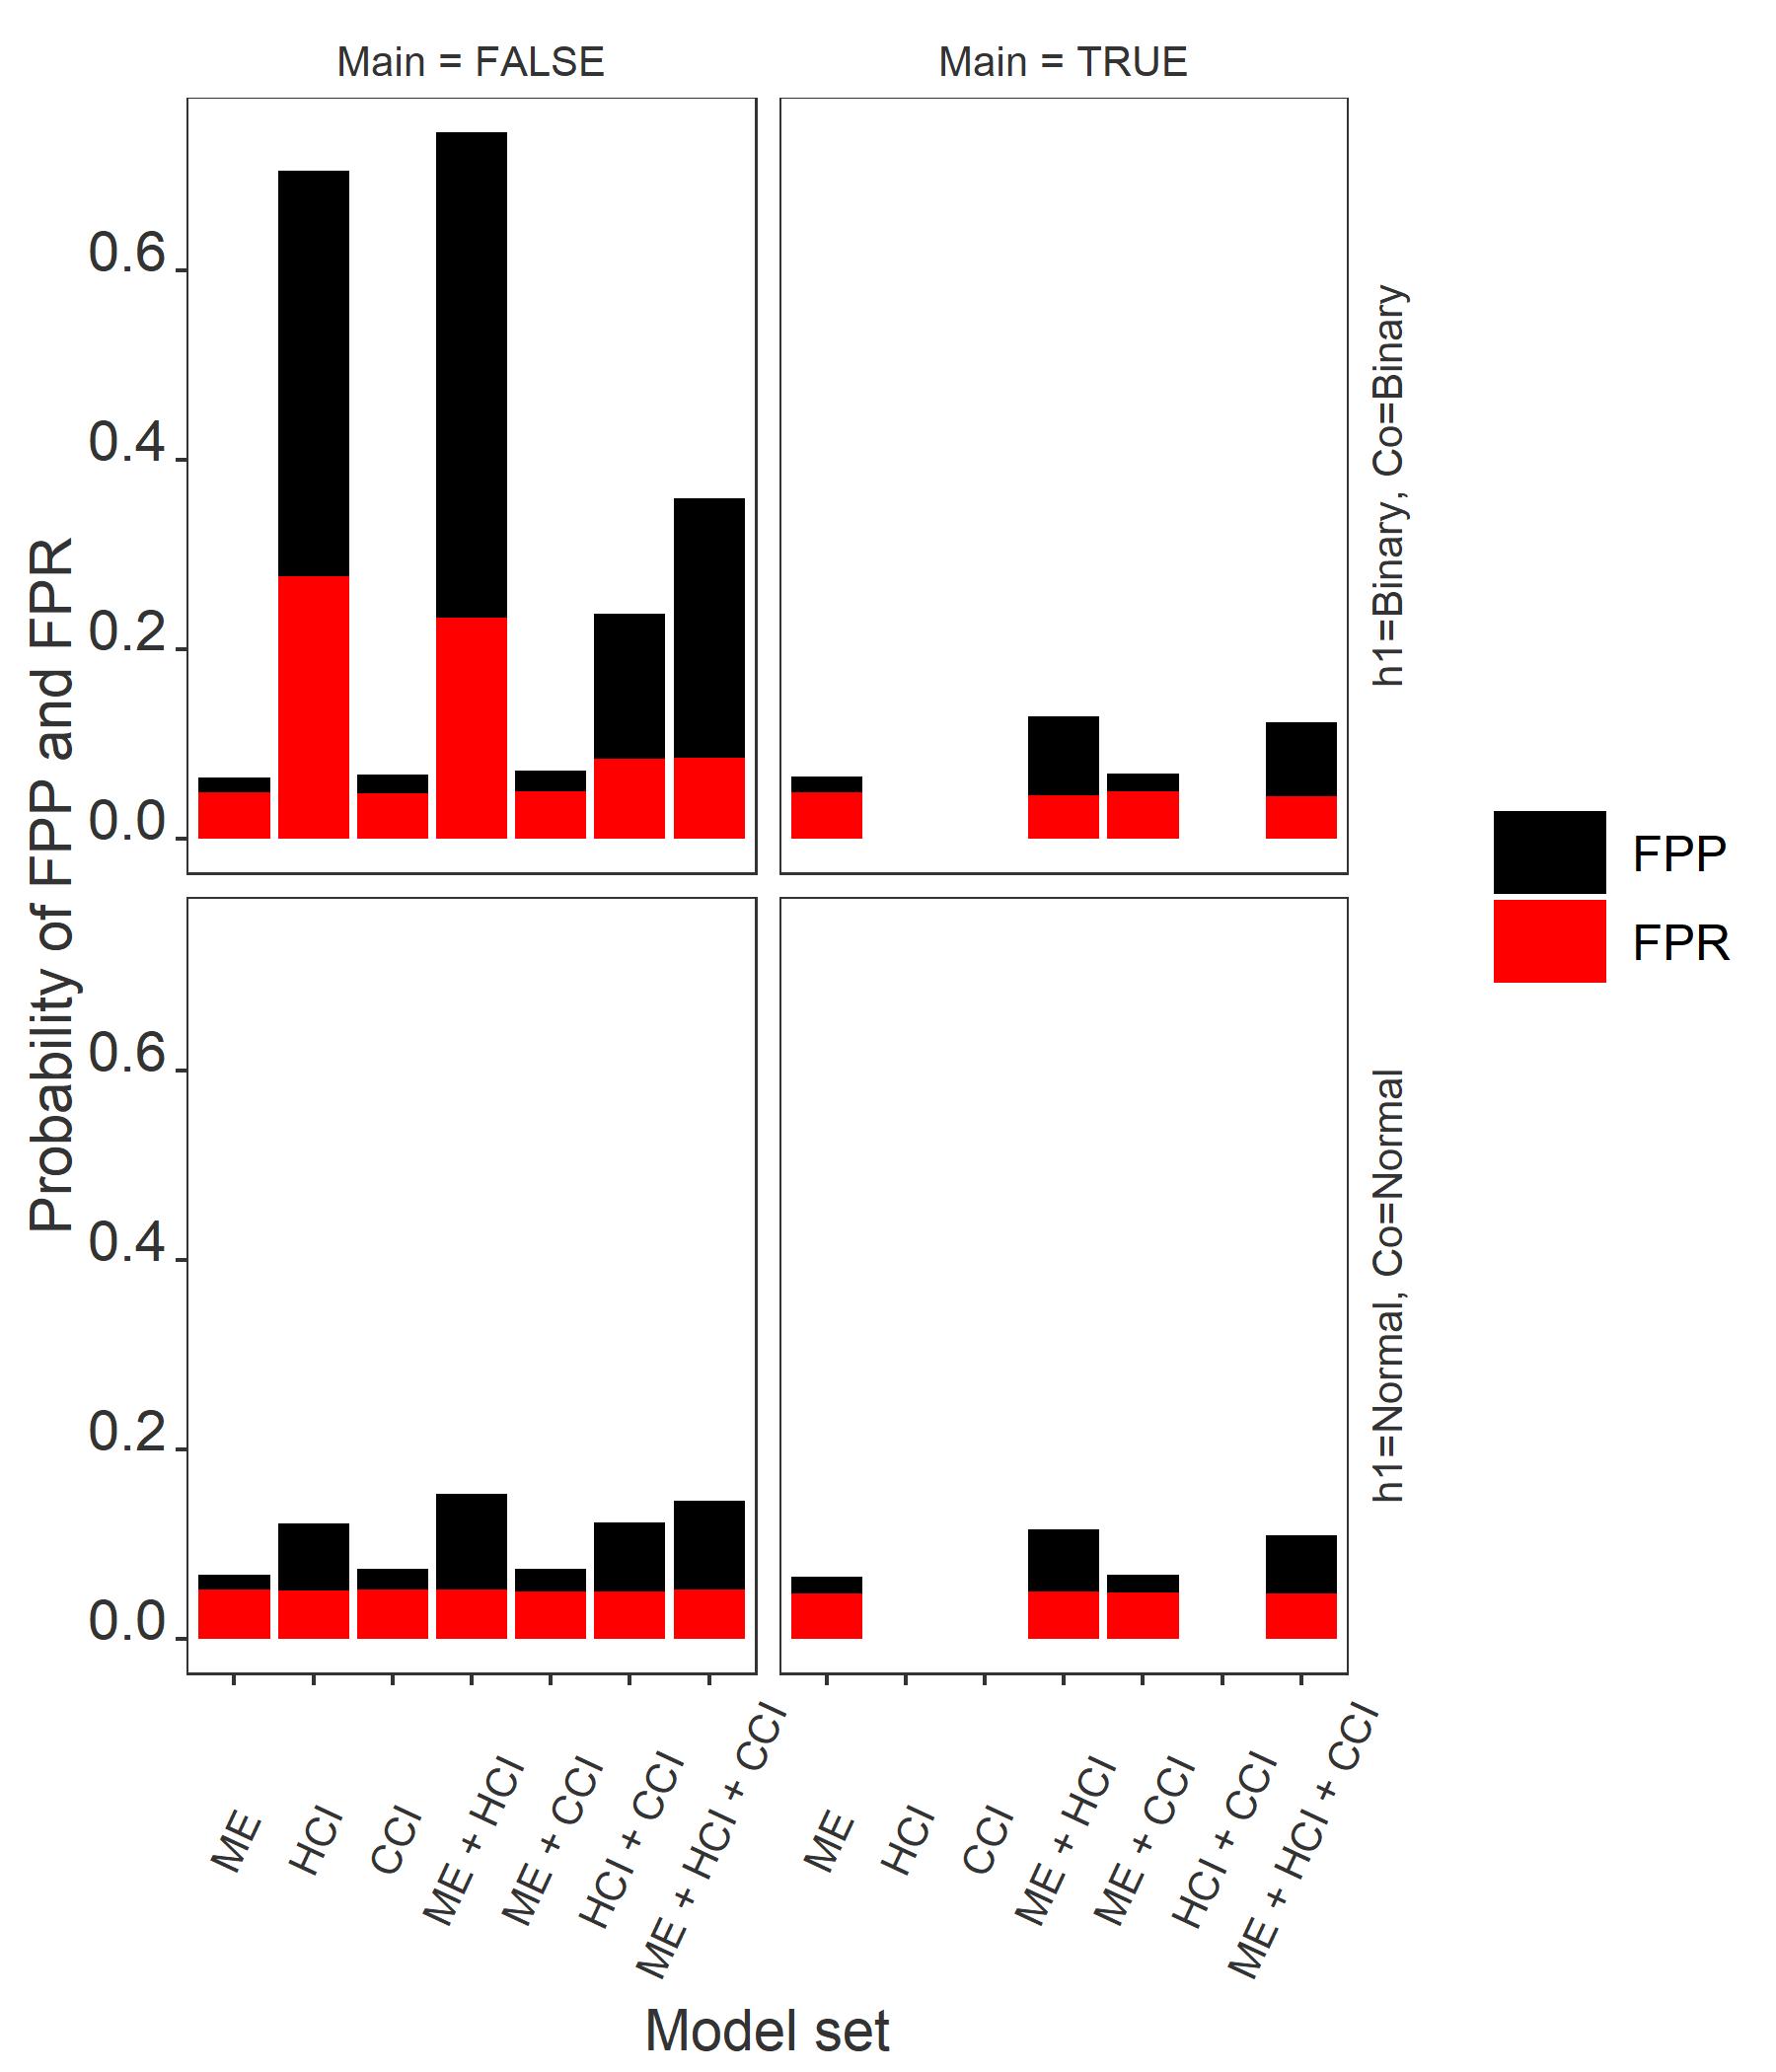 Main = FALSE
Main = TRUE
Probability of FPP and FPR
0.6
0.4
0.2
0.0
h1=Binary, Co=Binary
0.6
0.4
0.2
0.0
h1=Normal, Co=Normal
FPP
FPR
ME
HCI
CCI
ME + HCI
ME + CCI
HCI + CCI
ME + HCI + CCI
ME
HCI
CCI
ME + HCI
ME + CCI
HCI + CCI
ME + HCI + CCI
Model set